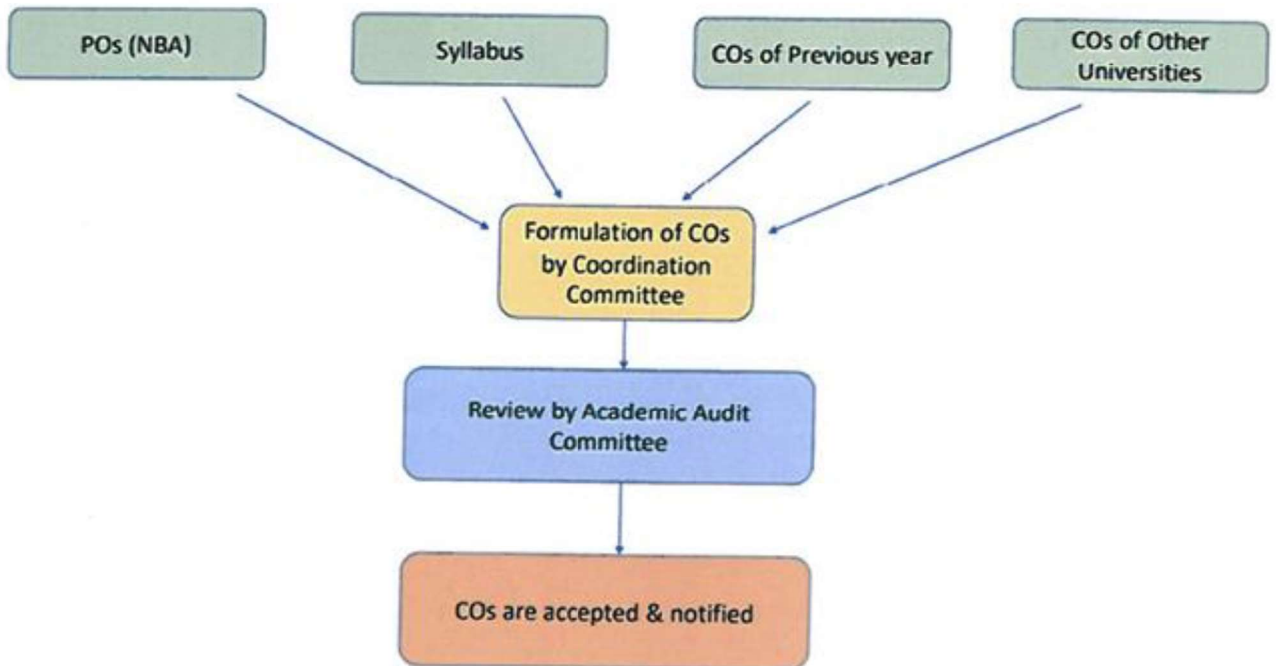 POs (NBA)
Syllabus
COs of Previous year
COs of Other
Universities
Formulation of COs
by Coordination
Committee
Review by Academic Audit
Committee
COs are accepted & notified